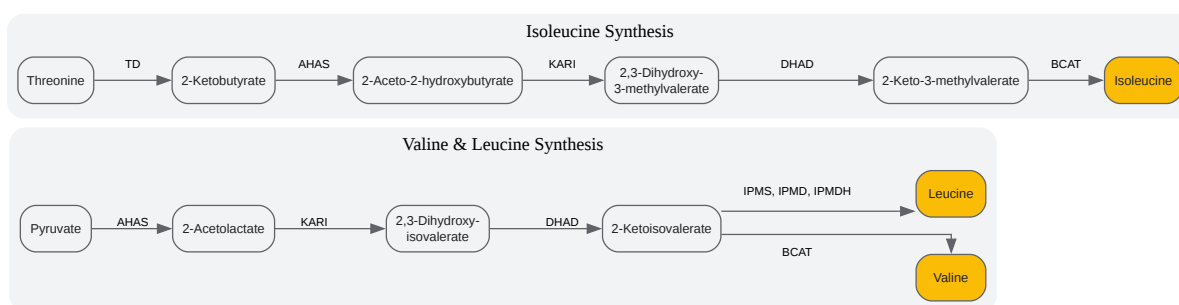 Isoleucine Synthesis
Threonine
TD
2-Ketobutyrate
AHAS
2-Aceto-2-hydroxybutyrate
KARI
2,3-Dihydroxy-
3-methylvalerate
DHAD
2-Keto-3-methylvalerate
BCAT
Isoleucine
Valine & Leucine Synthesis
Pyruvate
AHAS
2-Acetolactate
KARI
2,3-Dihydroxy-
isovalerate
DHAD
2-Ketoisovalerate
IPMS, IPMD, IPMDH
Leucine
BCAT
Valine